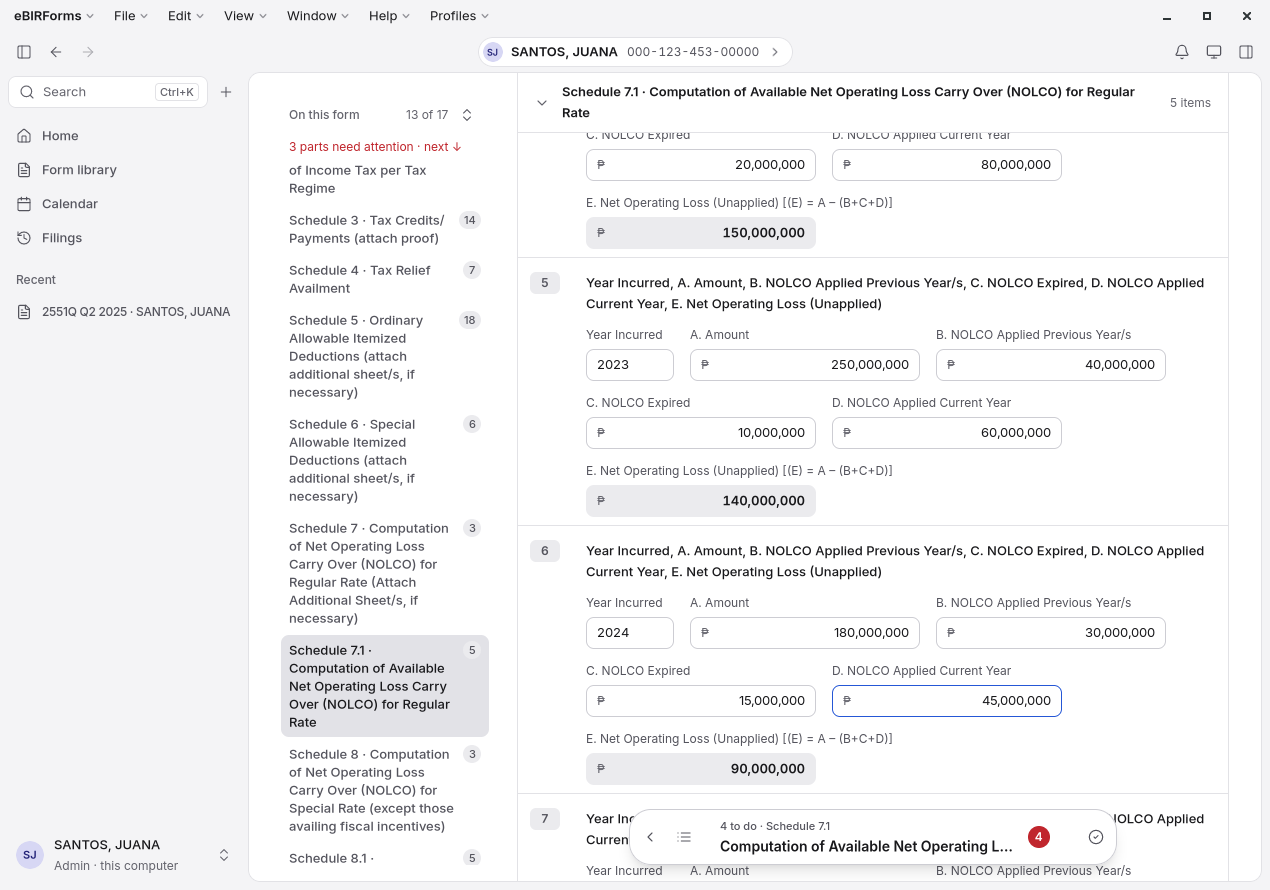 eBIRForms File Edit View Window Help Profiles
SJ SANTOS, JUANA 000-123-453-00000
Search Ctrl+K
Home
Form library
Calendar
Filings
Recent
2551Q Q2 2025 · SANTOS, JUANA
SJ SANTOS, JUANA
Admin · this computer
On this form 13 of 17
3 parts need attention · next ↓
of Income Tax per Tax
Regime
Schedule 3 · Tax Credits/ 14
Payments (attach proof)
Schedule 4 · Tax Relief 7
Availment
Schedule 5 · Ordinary 18
Allowable Itemized
Deductions (attach
additional sheet/s, if
necessary)
Schedule 6 · Special 6
Allowable Itemized
Deductions (attach
additional sheet/s, if
necessary)
Schedule 7 · Computation 3
of Net Operating Loss
Carry Over (NOLCO) for
Regular Rate (Attach
Additional Sheet/s, if
necessary)
Schedule 7.1 · 5
Computation of Available
Net Operating Loss Carry
Over (NOLCO) for Regular
Rate
Schedule 8 · Computation 3
of Net Operating Loss
Carry Over (NOLCO) for
Special Rate (except those
availing fiscal incentives)
Schedule 8.1 · 5
Schedule 7.1 · Computation of Available Net Operating Loss Carry Over (NOLCO) for Regular
Rate
5 items
C. NOLCO Expired D. NOLCO Applied Current Year
₱ 20,000,000 ₱ 80,000,000
E. Net Operating Loss (Unapplied) [(E) = A – (B+C+D)]
₱ 150,000,000
5 Year Incurred, A. Amount, B. NOLCO Applied Previous Year/s, C. NOLCO Expired, D. NOLCO Applied
Current Year, E. Net Operating Loss (Unapplied)
Year Incurred A. Amount B. NOLCO Applied Previous Year/s
2023 ₱ 250,000,000 ₱ 40,000,000
C. NOLCO Expired D. NOLCO Applied Current Year
₱ 10,000,000 ₱ 60,000,000
E. Net Operating Loss (Unapplied) [(E) = A – (B+C+D)]
₱ 140,000,000
6 Year Incurred, A. Amount, B. NOLCO Applied Previous Year/s, C. NOLCO Expired, D. NOLCO Applied
Current Year, E. Net Operating Loss (Unapplied)
Year Incurred A. Amount B. NOLCO Applied Previous Year/s
2024 ₱ 180,000,000 ₱ 30,000,000
C. NOLCO Expired D. NOLCO Applied Current Year
₱ 15,000,000 ₱ 45,000,000
E. Net Operating Loss (Unapplied) [(E) = A – (B+C+D)]
₱ 90,000,000
7 Year Applied
Year Incurred A. Amount B. NOLCO Applied Previous Year/s
4 to do · Schedule 7.1
Computation of Available Net Operating L... 4